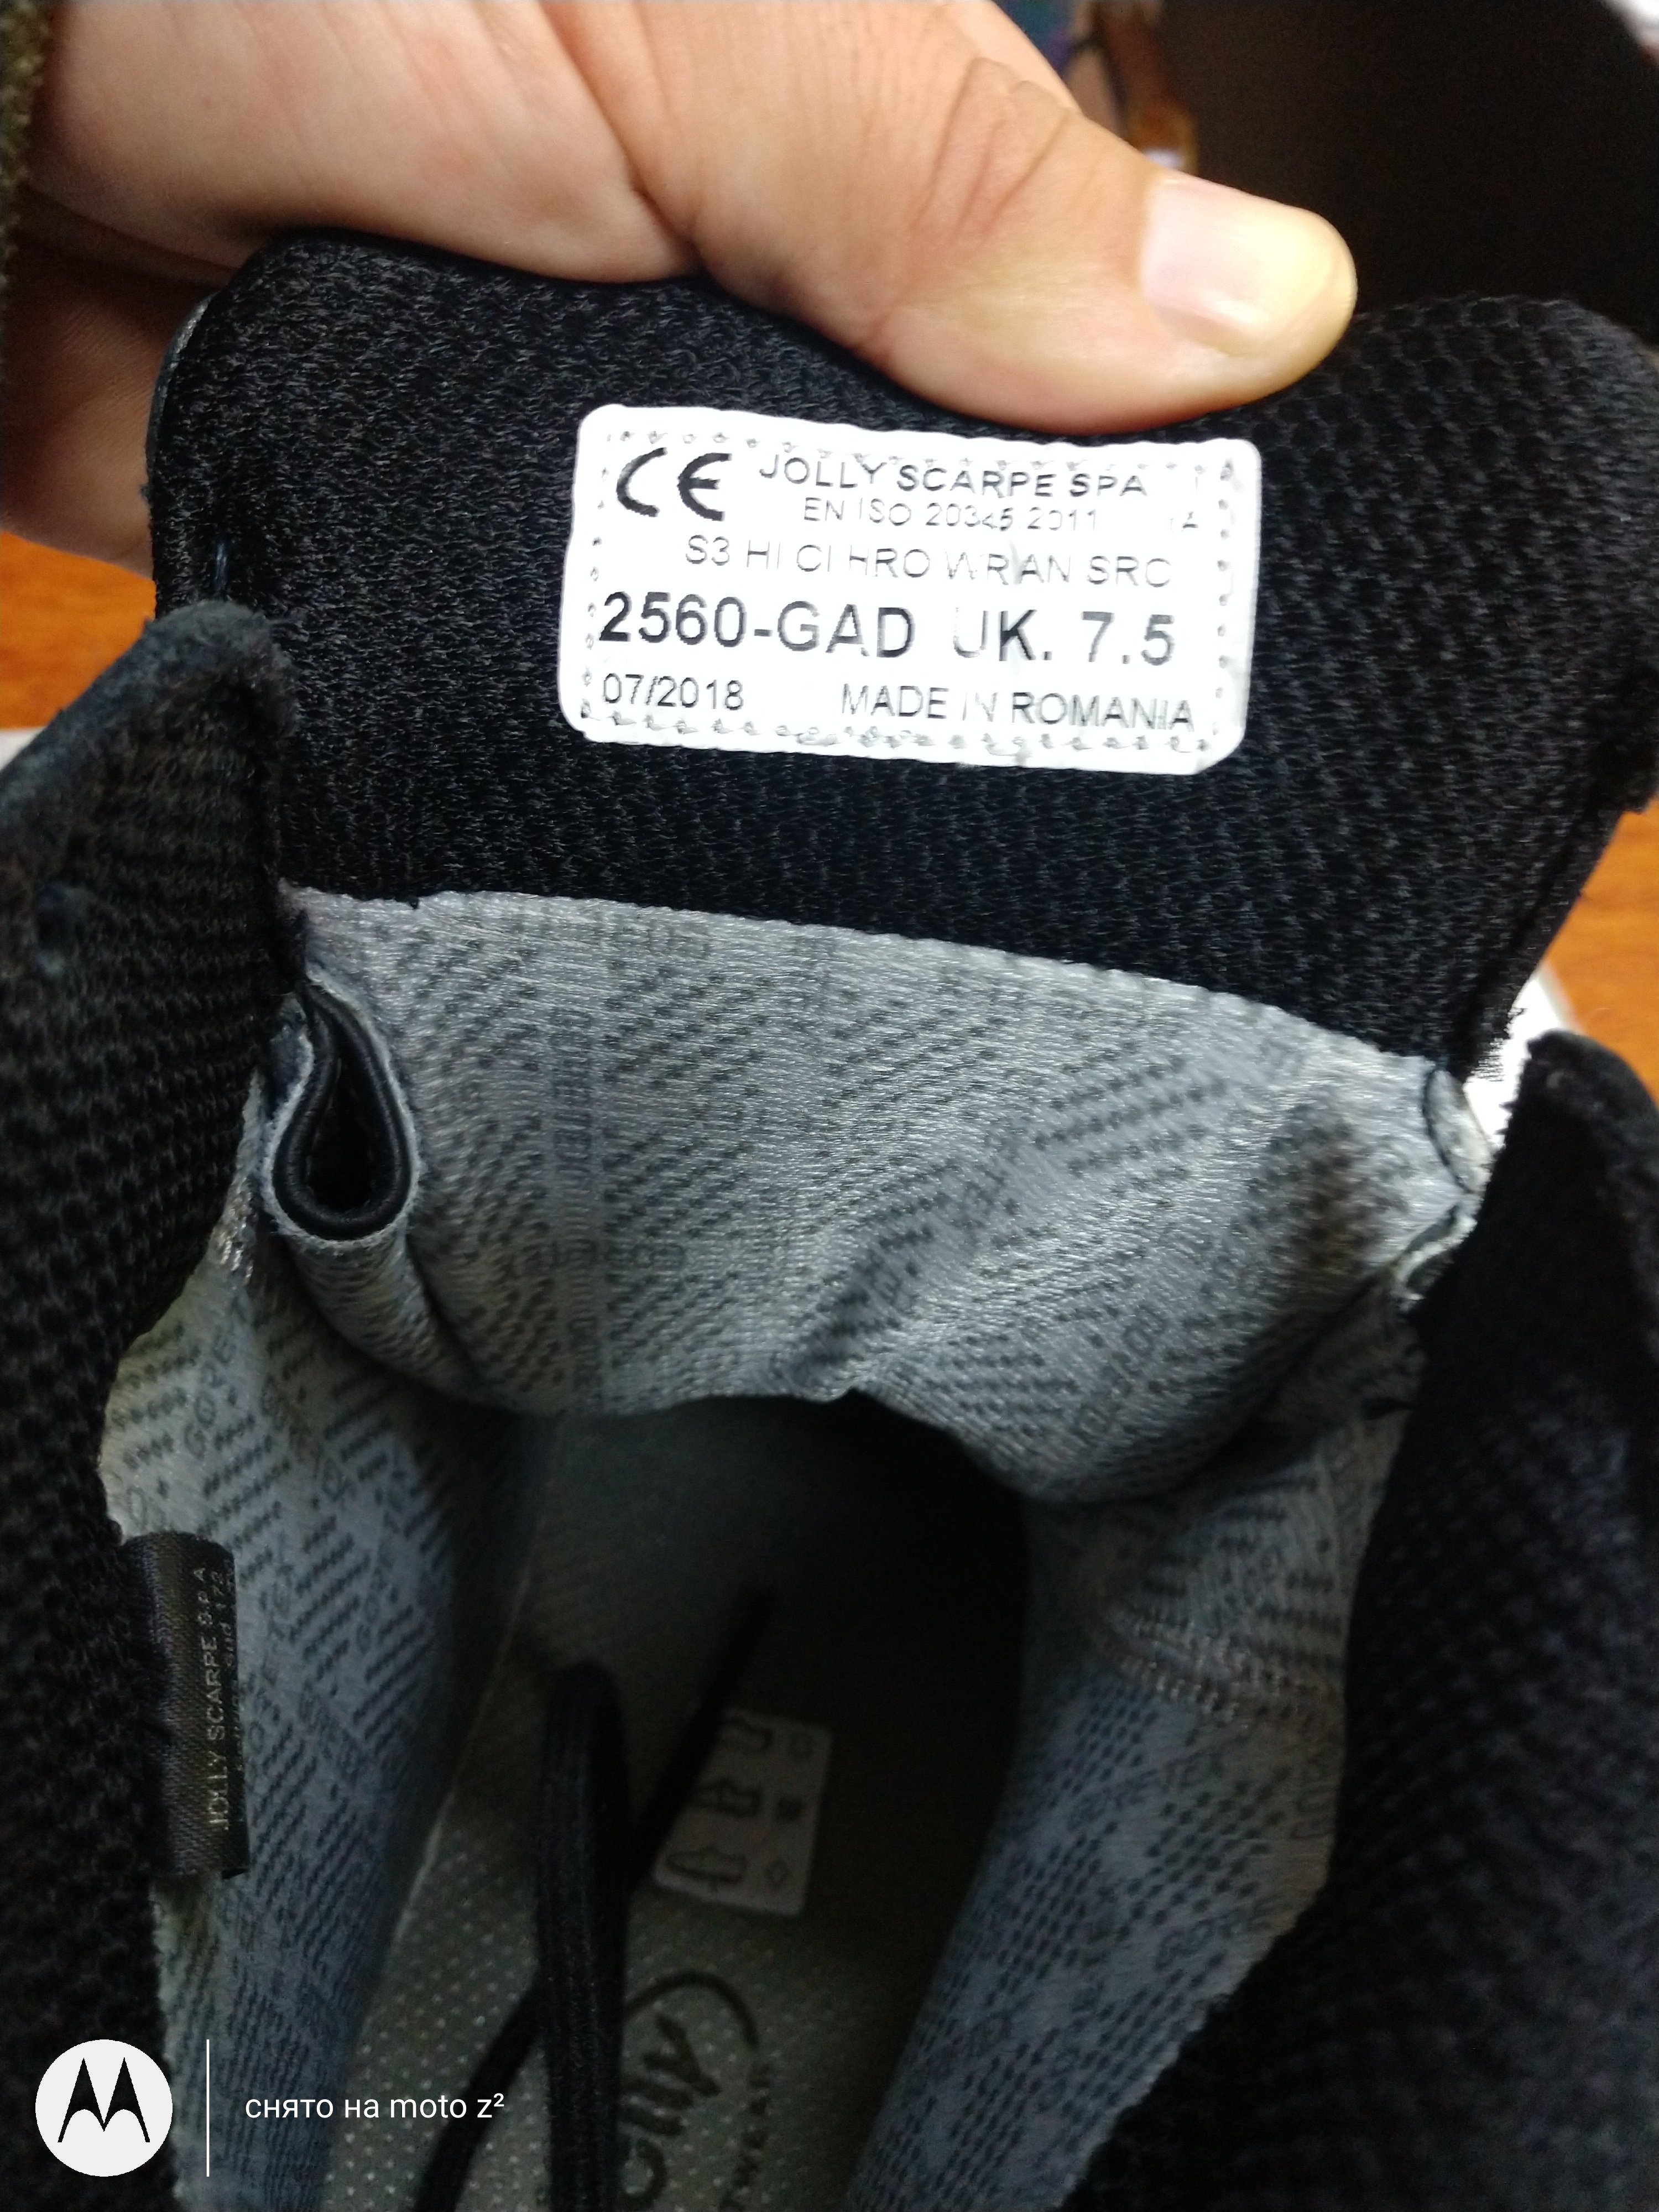 CE JOLLY SCARPE SPA
EN ISO 20345 2011 A
S3 HI CI HRO WR AN SRC
2560-GAD UK. 7.5
07/2018 MADE IN ROMANIA
JOLLY SCARPE S.p.A
Jolly
снято на moto z²